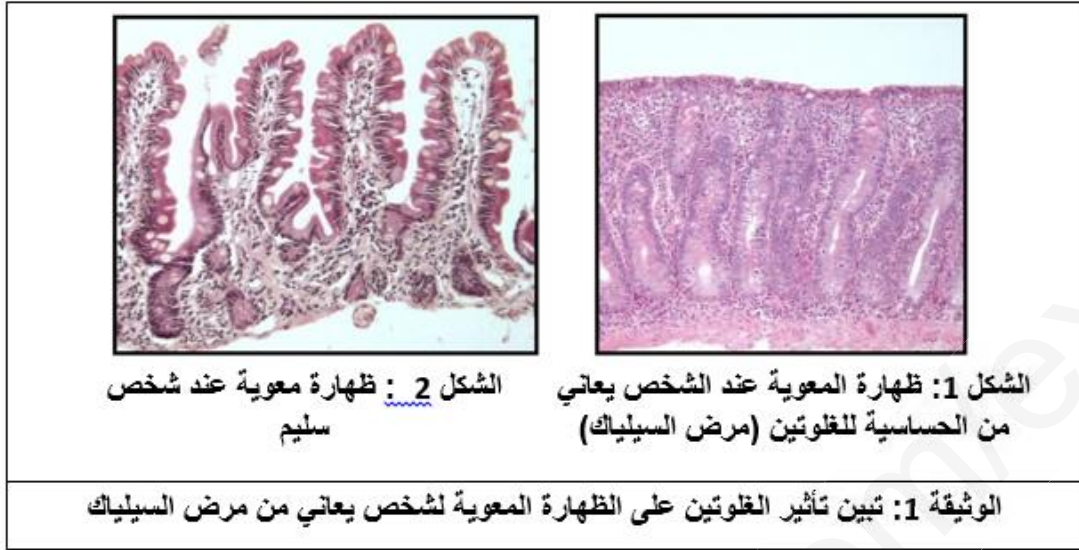 الشكل 1: ظهارة المعوية عند الشخص يعاني
من الحساسية للغلوتين (مرض السيلياك)
الشكل 2 : ظهارة معوية عند شخص
سليم
الوثيقة 1: تبين تأثير الغلوتين على الظهارة المعوية لشخص يعاني من مرض السيلياك